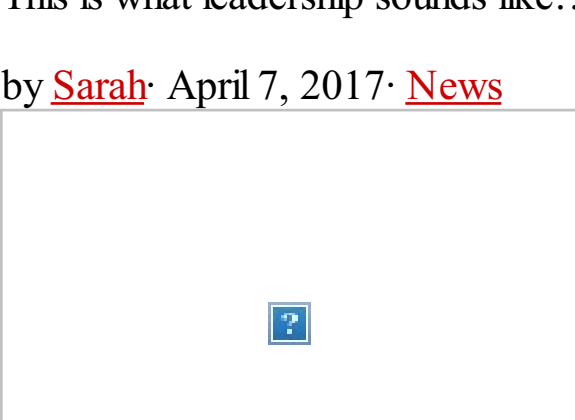 This is what leadership sounds like…
by Sarah· April 7, 2017· News
?